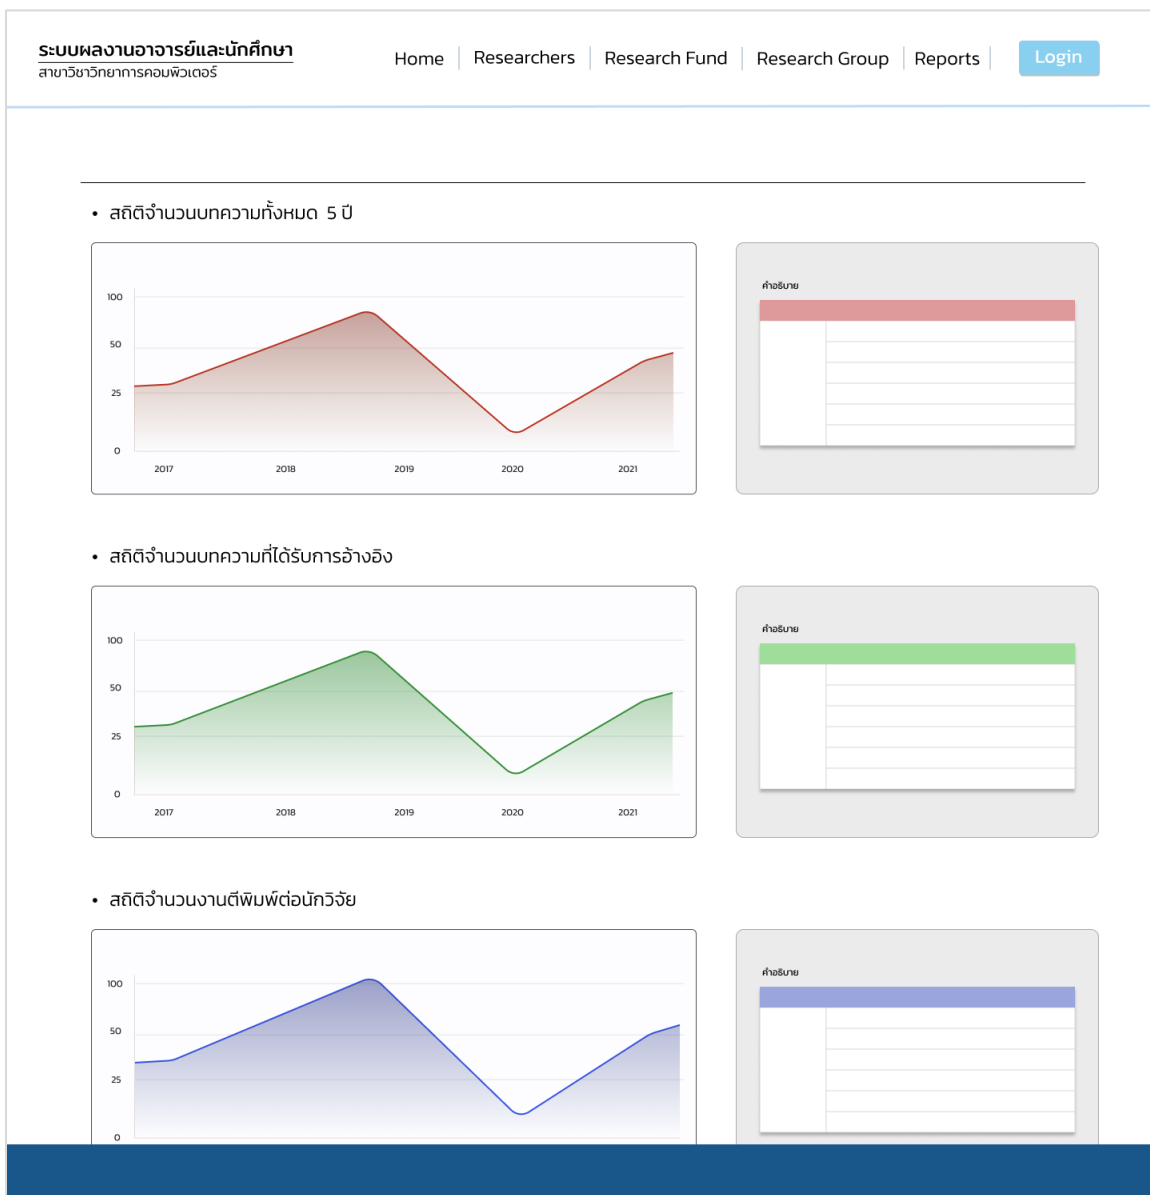 ระบบผลงานอาจารย์และนักศึกษา
สาขาวิชาวิทยาการคอมพิวเตอร์
Home Researchers Research Fund Research Group Reports Login
• สถิติจำนวนบทความทั้งหมด 5 ปี
100
50
25
0
2017 2018 2019 2020 2021
คำอธิบาย
• สถิติจำนวนบทความที่ได้รับการอ้างอิง
100
50
25
0
2017 2018 2019 2020 2021
คำอธิบาย
• สถิติจำนวนงานตีพิมพ์ต่อนักวิจัย
100
50
25
0
คำอธิบาย